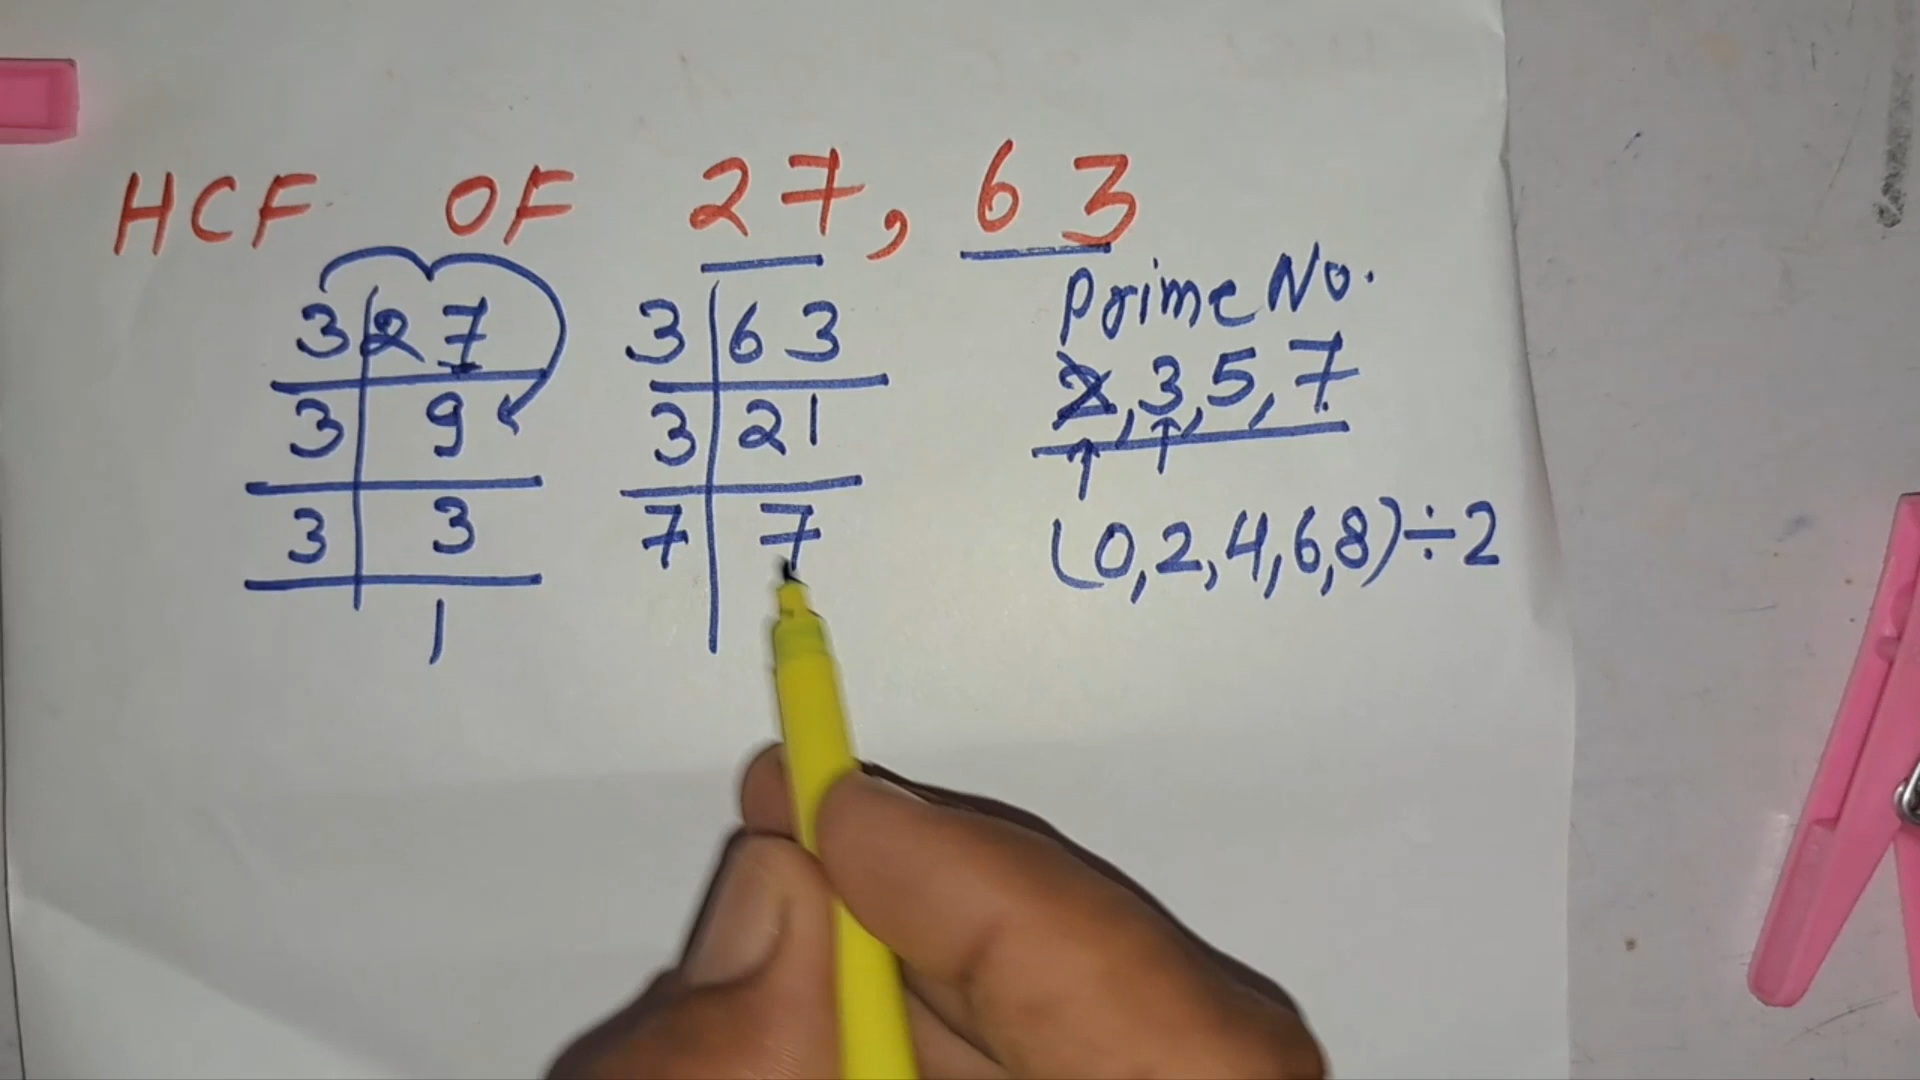 HCF OF 27, 63
3 27
3 9
3 3
1
3 63
3 21
7 7
Prime No.
2, 3, 5, 7
(0,2,4,6,8)÷2